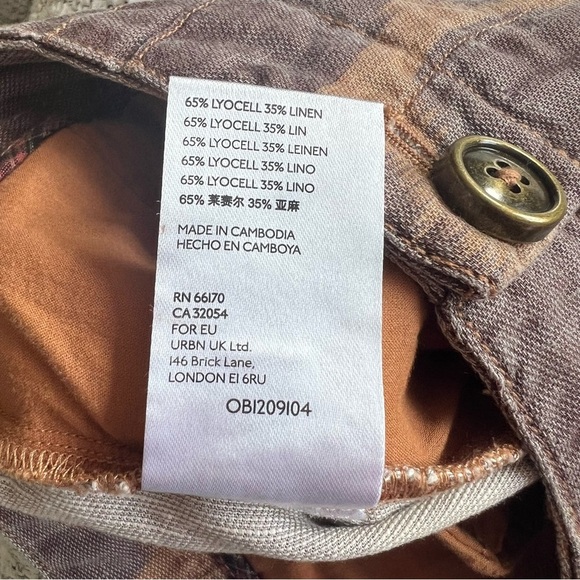 65% LYOCELL 35% LINEN
65% LYOCELL 35% LIN
65% LYOCELL 35% LEINEN
65% LYOCELL 35% LINO
65% LYOCELL 35% LINO
65% 莱赛尔 35% 亚麻
MADE IN CAMBODIA
HECHO EN CAMBOYA
RN 66170
CA 32054
FOR EU
URBN UK Ltd.
146 Brick Lane,
LONDON E1 6RU
OB1209104